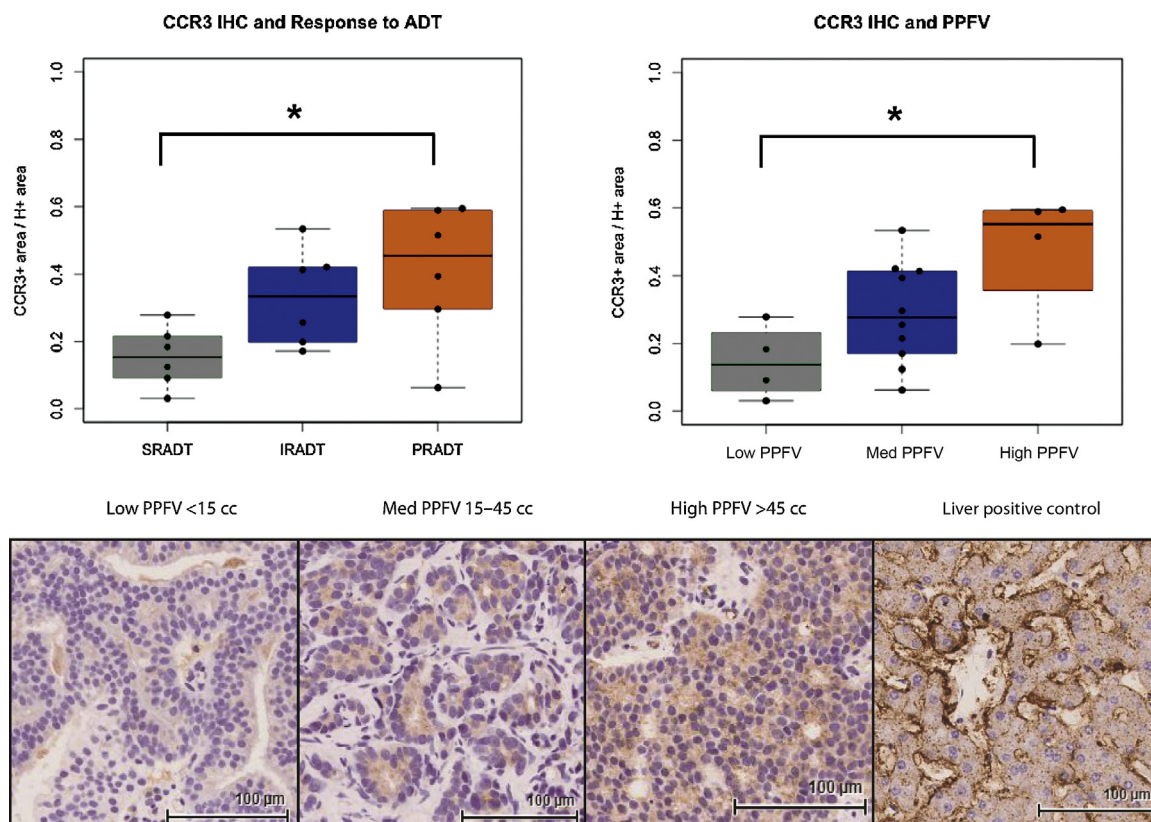 CCR3 IHC and Response to ADT
CCR3+ area / H+ area
1.0
0.8
0.6
0.4
0.2
0.0
*
SRADT
IRADT
PRADT
CCR3 IHC and PPFV
CCR3+ area / H+ area
1.0
0.8
0.6
0.4
0.2
0.0
*
Low PPFV
Med PPFV
High PPFV
Low PPFV <15 cc
Med PPFV 15–45 cc
High PPFV >45 cc
Liver positive control
100 µm
100 µm
100 µm
100 µm